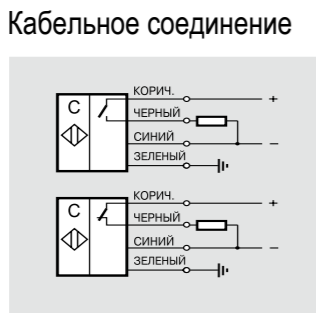 Кабельное соединение
КОРИЧ.
C
+
ЧЕРНЫЙ
СИНИЙ
−
ЗЕЛЕНЫЙ
КОРИЧ.
C
+
ЧЕРНЫЙ
СИНИЙ
−
ЗЕЛЕНЫЙ